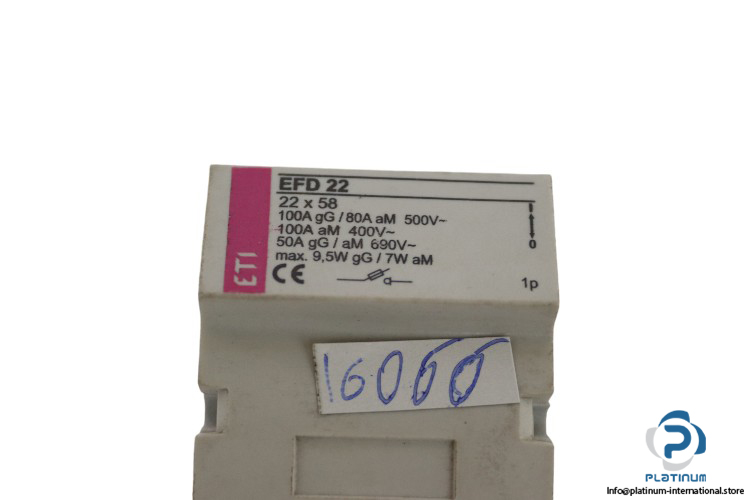 ETI
EFD 22
22 x 58
100A gG / 80A aM 500V~
100A aM 400V~
50A gG / aM 690V~
max. 9,5W gG / 7W aM
CE
I
0
1p
16066
PLATINUM
Info@platinum-international.store